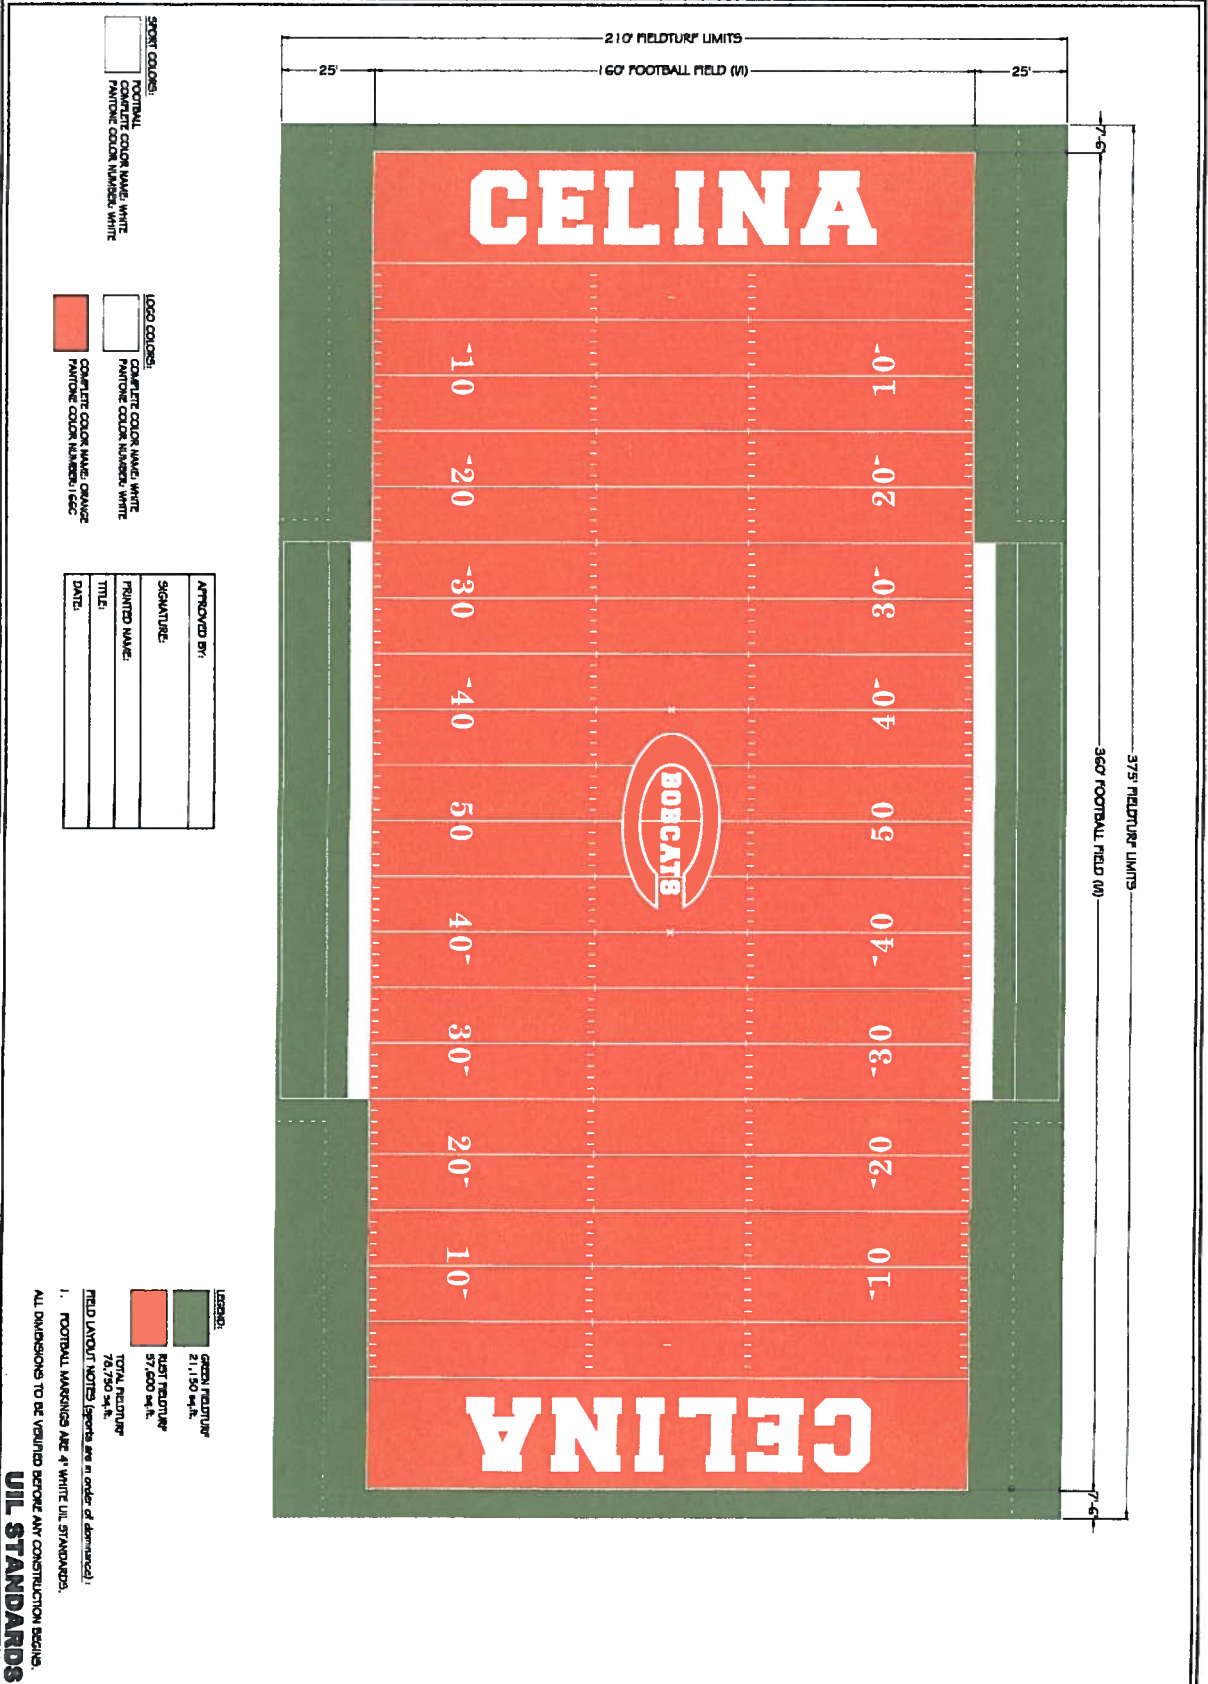 210' FIELDTURF LIMITS
25'
160' FOOTBALL FIELD (VI)
25'
7'-6"
375' FIELDTURF LIMITS
360' FOOTBALL FIELD (VI)
7'-6"
CELINA
10
10
20
20
30
30
40
40
50
50
BOBCATS
40
40
30
30
20
20
10
10
CELINA
SPORT COLORS:
FOOTBALL
COMPLETE COLOR NAME: WHITE
PANTONE COLOR NUMBER: WHITE
LOGO COLORS:
COMPLETE COLOR NAME: WHITE
PANTONE COLOR NUMBER: WHITE
COMPLETE COLOR NAME: ORANGE
PANTONE COLOR NUMBER: 166C
APPROVED BY:
SIGNATURE:
PRINTED NAME:
TITLE:
DATE:
LEGEND:
GREEN FIELDTURF
21,150 sq.ft.
RUST FIELDTURF
57,600 sq.ft.
TOTAL FIELDTURF
78,750 sq.ft.
FIELD LAYOUT NOTES (sports are in order of dominance):
1. FOOTBALL MARKINGS ARE 4" WHITE UIL STANDARDS.
ALL DIMENSIONS TO BE VERIFIED BEFORE ANY CONSTRUCTION BEGINS.
UIL STANDARDS